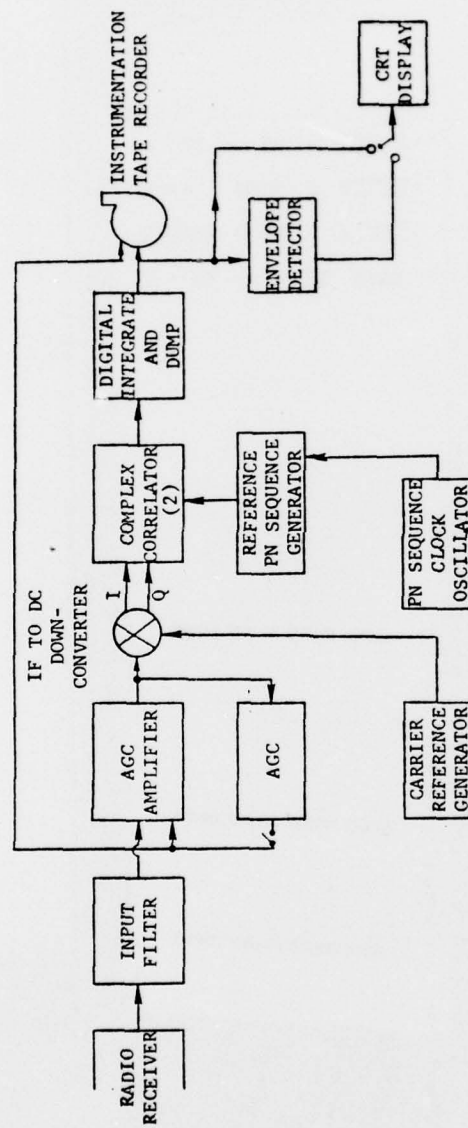 RADIO
RECEIVER
INPUT
FILTER
AGC
AMPLIFIER
AGC
IF TO DC
DOWN-
CONVERTER
I
Q
CARRIER
REFERENCE
GENERATOR
COMPLEX
CORRELATOR
(2)
REFERENCE
PN SEQUENCE
GENERATOR
PN SEQUENCE
CLOCK
OSCILLATOR
DIGITAL
INTEGRATE
AND
DUMP
INSTRUMENTATION
TAPE RECORDER
ENVELOPE
DETECTOR
CRT
DISPLAY